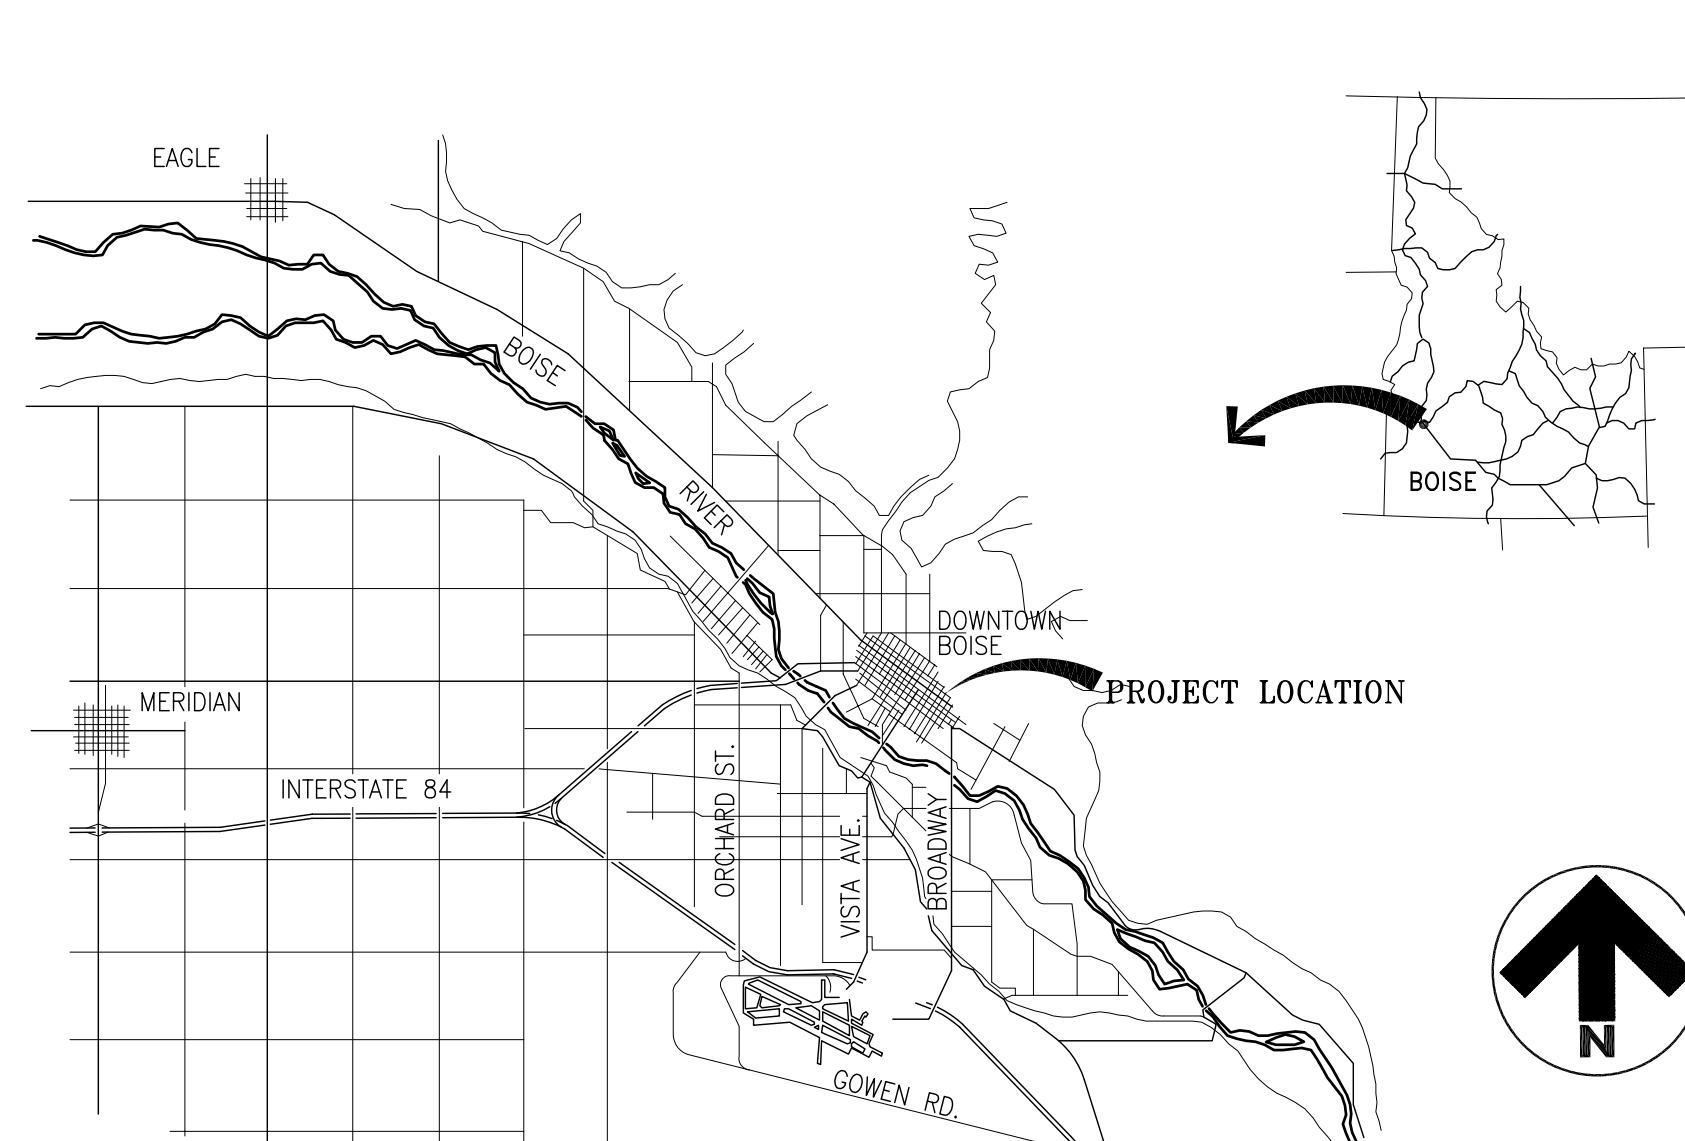 EAGLE
BOISE
RIVER
BOISE
DOWNTOWN
BOISE
PROJECT LOCATION
MERIDIAN
INTERSTATE 84
ORCHARD ST.
VISTA AVE.
BROADWAY
GOWEN RD.
N